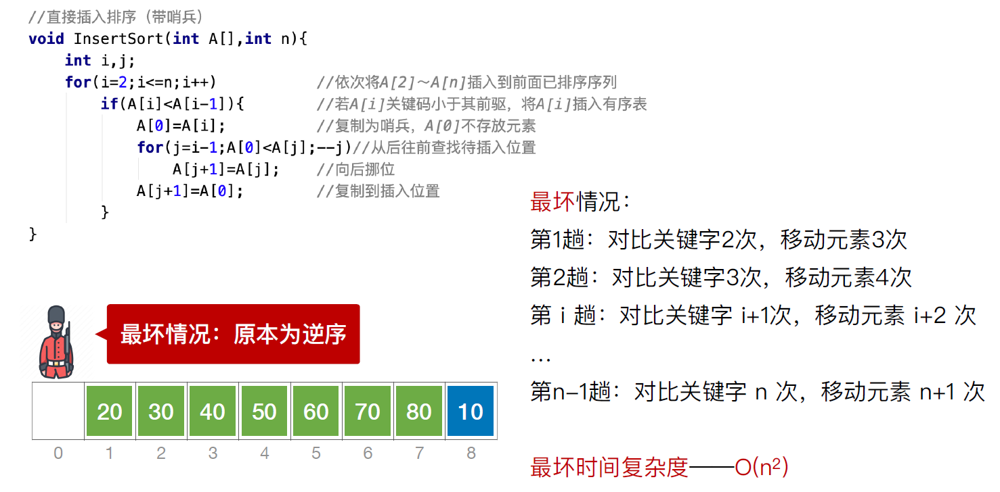 //直接插入排序（带哨兵）
void InsertSort(int A[],int n){
    int i,j;
    for(i=2;i<=n;i++)           //依次将A[2]～A[n]插入到前面已排序序列
        if(A[i]<A[i-1]){        //若A[i]关键码小于其前驱，将A[i]插入有序表
            A[0]=A[i];          //复制为哨兵，A[0]不存放元素
            for(j=i-1;A[0]<A[j];--j)//从后往前查找待插入位置
                A[j+1]=A[j];    //向后挪位
            A[j+1]=A[0];        //复制到插入位置
        }
}
最坏情况：
第1趟：对比关键字2次，移动元素3次
第2趟：对比关键字3次，移动元素4次
第 i 趟：对比关键字 i+1次，移动元素 i+2 次
…
第n-1趟：对比关键字 n 次，移动元素 n+1 次
最坏时间复杂度——O(n²)
最坏情况：原本为逆序
20 30 40 50 60 70 80 10
0 1 2 3 4 5 6 7 8